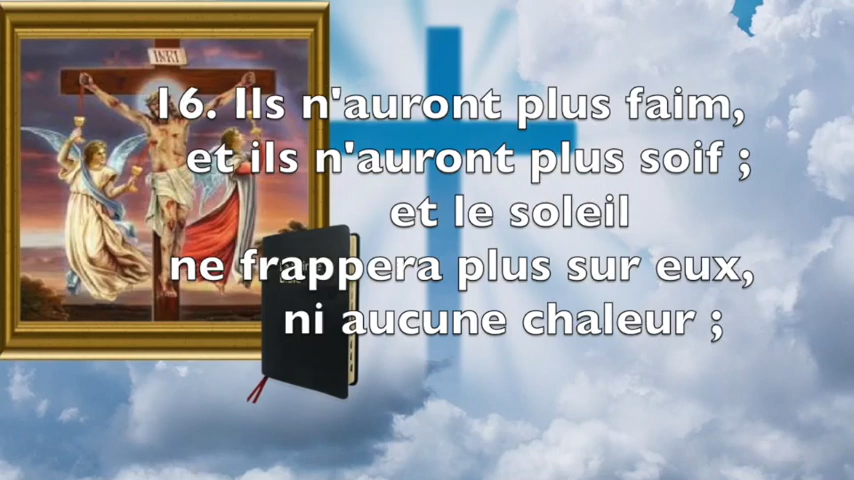 INRI
16. Ils n'auront plus faim,
et ils n'auront plus soif ;
et le soleil
ne frappera plus sur eux,
ni aucune chaleur ;